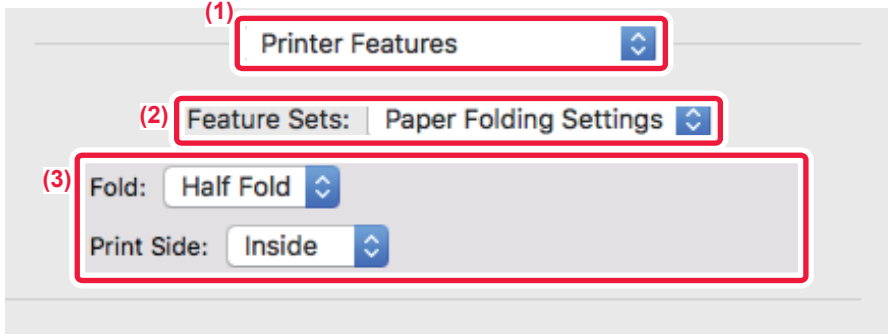 (1)
Printer Features
(2) Feature Sets: Paper Folding Settings
(3)
Fold: Half Fold
Print Side: Inside